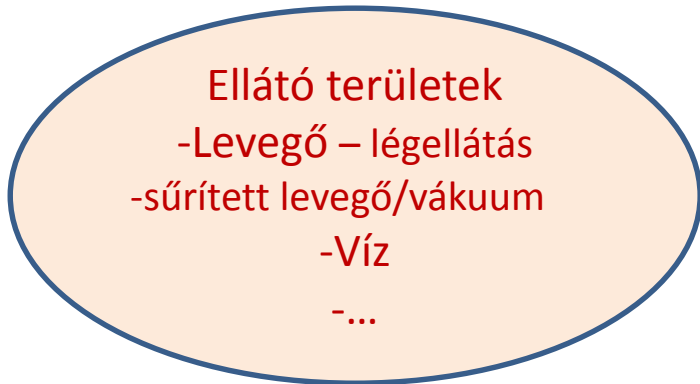 Ellátó területek
-Levegő – légellátás
-sűrített levegő/vákuum
-Víz
-...